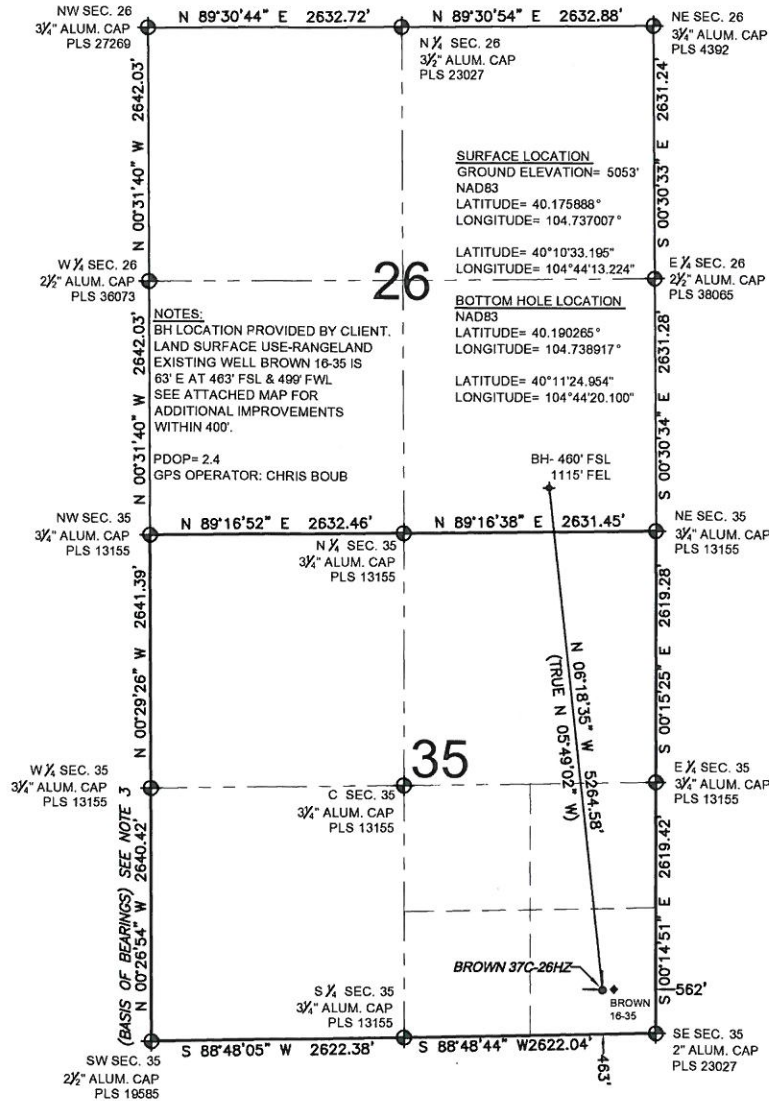 NW SEC. 26
3¼" ALUM. CAP
PLS 27269
N 89°30'44" E 2632.72'
N 89°30'54" E 2632.88'
NE SEC. 26
3¼" ALUM. CAP
PLS 4392
N ¼ SEC. 26
3½" ALUM. CAP
PLS 23027
N 00°31'40" W 2642.03'
S 00°30'33" E 2631.24'
SURFACE LOCATION
GROUND ELEVATION= 5053'
NAD83
LATITUDE= 40.175888°
LONGITUDE= 104.737007°
LATITUDE= 40°10'33.195"
LONGITUDE= 104°44'13.224"
W ¼ SEC. 26
2½" ALUM. CAP
PLS 36073
26
E ¼ SEC. 26
2½" ALUM. CAP
PLS 38065
BOTTOM HOLE LOCATION
NAD83
LATITUDE= 40.190265°
LONGITUDE= 104.738917°
LATITUDE= 40°11'24.954"
LONGITUDE= 104°44'20.100"
NOTES:
BH LOCATION PROVIDED BY CLIENT.
LAND SURFACE USE-RANGELAND
EXISTING WELL BROWN 16-35 IS
63' E AT 463' FSL & 499' FWL
SEE ATTACHED MAP FOR
ADDITIONAL IMPROVEMENTS
WITHIN 400'.
PDOP= 2.4
GPS OPERATOR: CHRIS BOUB
N 00°31'40" W 2642.03'
S 00°30'34" E 2631.28'
BH- 460' FSL
1115' FEL
NW SEC. 35
3¼" ALUM. CAP
PLS 13155
N 89°16'52" E 2632.46'
N 89°16'38" E 2631.45'
NE SEC. 35
3¼" ALUM. CAP
PLS 13155
N ¼ SEC. 35
3¼" ALUM. CAP
PLS 13155
N 00°29'26" W 2641.39'
S 00°15'25" E 2619.28'
N 06°18'35" W 5264.58'
(TRUE N 05°49'02" W)
W ¼ SEC. 35
3¼" ALUM. CAP
PLS 13155
35
C SEC. 35
3¼" ALUM. CAP
PLS 13155
E ¼ SEC. 35
3¼" ALUM. CAP
PLS 13155
(BASIS OF BEARINGS) SEE NOTE 3
N 00°26'54" W 2640.42'
S 00°14'51" E 2619.42'
BROWN 37C-26HZ
BROWN
16-35
562'
S ¼ SEC. 35
3¼" ALUM. CAP
PLS 13155
SW SEC. 35
2½" ALUM. CAP
PLS 19585
S 88°48'05" W 2622.38'
S 88°48'44" W2622.04'
463'
SE SEC. 35
2" ALUM. CAP
PLS 23027